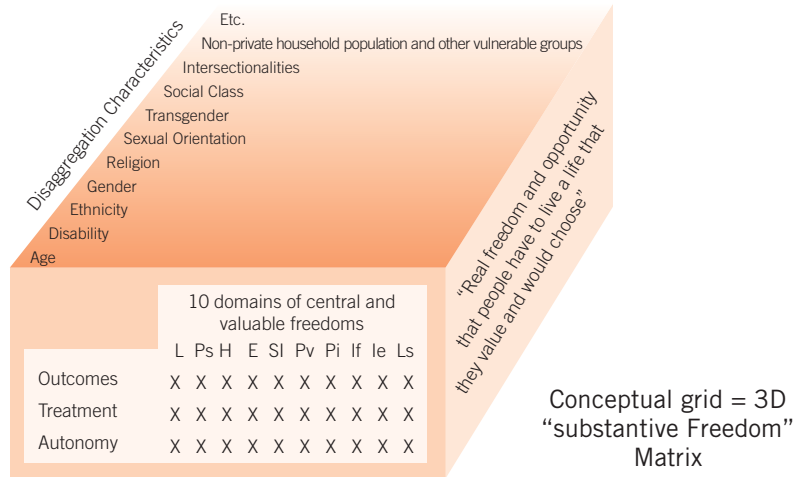 Disaggregation Characteristics
Etc.
Non-private household population and other vulnerable groups
Intersectionalities
Social Class
Transgender
Sexual Orientation
Religion
Gender
Ethnicity
Disability
Age
“Real freedom and opportunity
that people have to live a life that
they value and would choose”
10 domains of central and
valuable freedoms
L Ps H E SI Pv Pi If Ie Ls
Outcomes X X X X X X X X X X
Treatment X X X X X X X X X X
Autonomy X X X X X X X X X X
Conceptual grid = 3D
“substantive Freedom”
Matrix